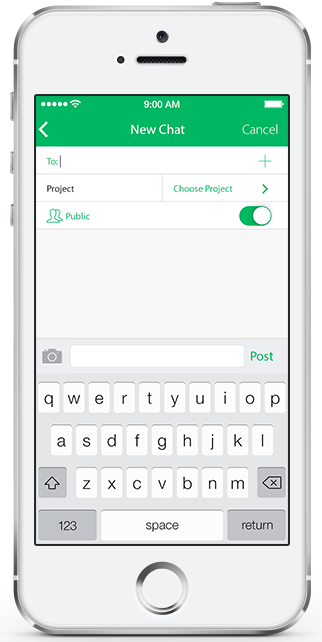 9:00 AM
New Chat Cancel
To:
Project Choose Project
Public
Post
q w e r t y u i o p
a s d f g h j k l
z x c v b n m
123 space return